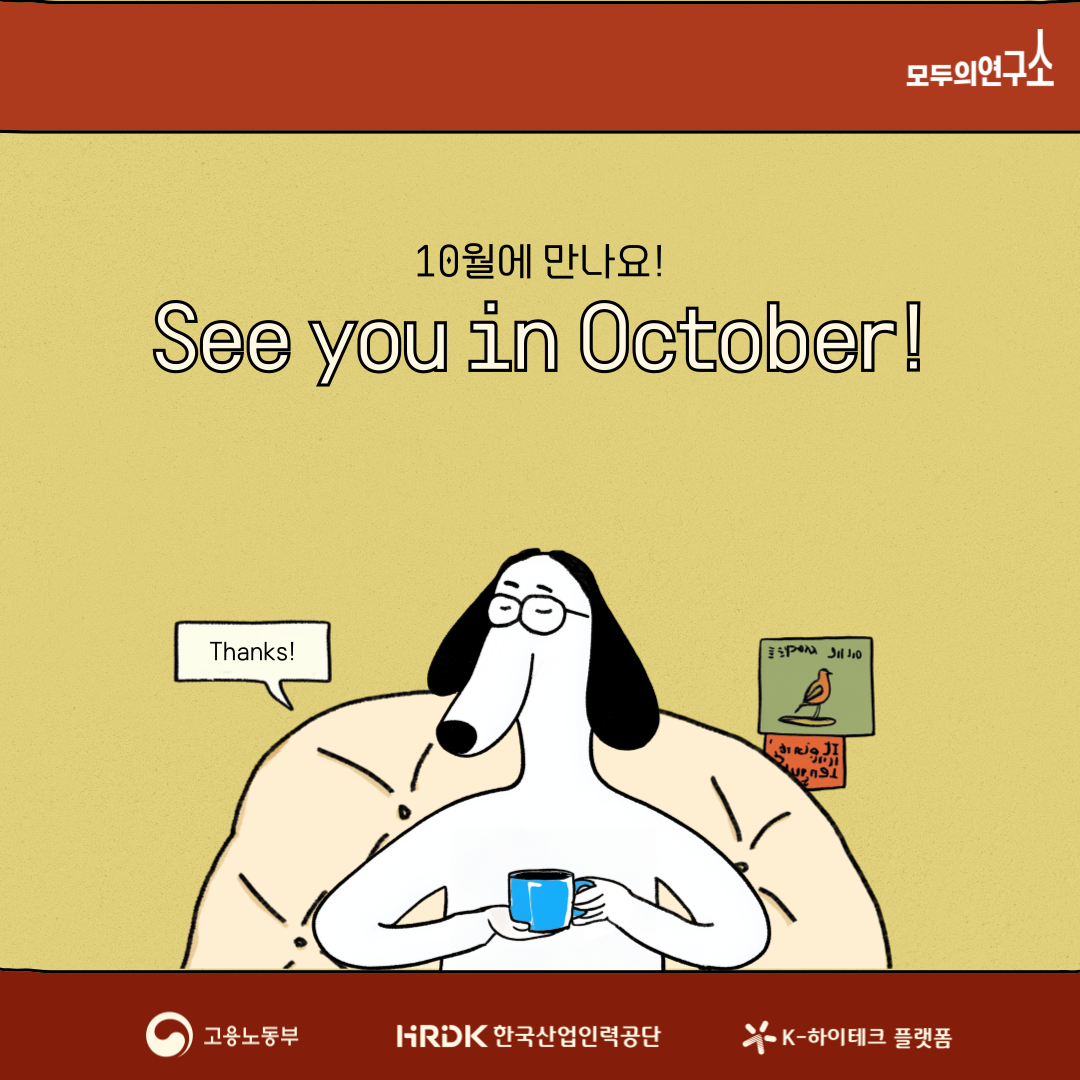 모두의연구소
10월에 만나요!
See you in October!
Thanks!
고용노동부
HRDK 한국산업인력공단
K-하이테크 플랫폼